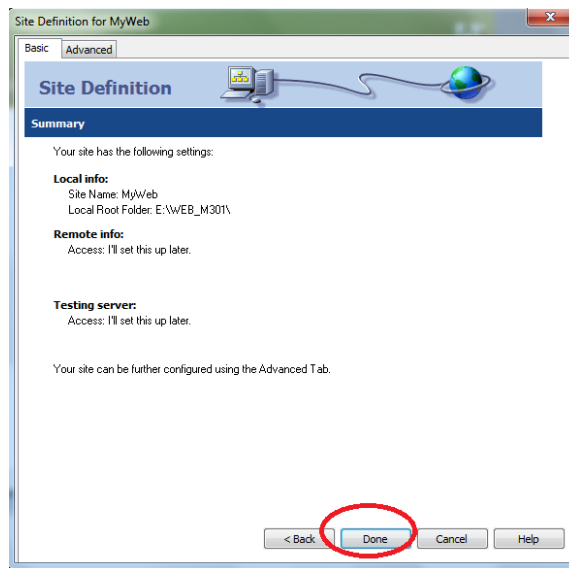 Site Definition for MyWeb
x
Basic
Advanced
Site Definition
Summary
Your site has the following settings:
Local info:
Site Name: MyWeb
Local Root Folder: E:\WEB_M301\
Remote info:
Access: I'll set this up later.
Testing server:
Access: I'll set this up later.
Your site can be further configured using the Advanced Tab.
< Back
Done
Cancel
Help